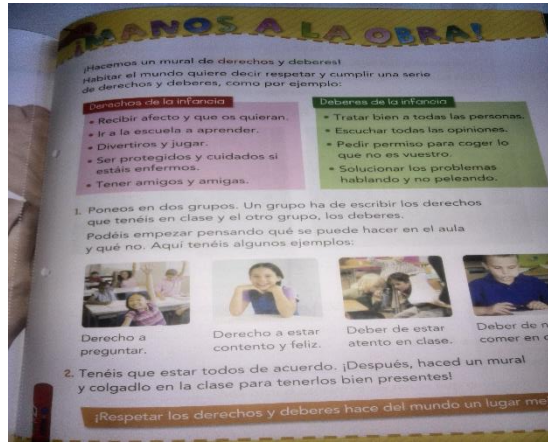 ¡MANOS A LA OBRA!
¡Hacemos un mural de derechos y deberes!
Habitar el mundo quiere decir respetar y cumplir una serie
de derechos y deberes, como por ejemplo:
Derechos de la infancia
• Recibir afecto y que os quieran.
• Ir a la escuela a aprender.
• Divertiros y jugar.
• Ser protegidos y cuidados si
estáis enfermos.
• Tener amigos y amigas.
Deberes de la infancia
• Tratar bien a todas las personas.
• Escuchar todas las opiniones.
• Pedir permiso para coger lo
que no es vuestro.
• Solucionar los problemas
hablando y no peleando.
1. Poneos en dos grupos. Un grupo ha de escribir los derechos
que tenéis en clase y el otro grupo, los deberes.
Podéis empezar pensando qué se puede hacer en el aula
y qué no. Aquí tenéis algunos ejemplos:
Derecho a
preguntar.
Derecho a estar
contento y feliz.
Deber de estar
atento en clase.
Deber de
comer en
2. Tenéis que estar todos de acuerdo. ¡Después, haced un mural
y colgadlo en la clase para tenerlos bien presentes!
¡Respetar los derechos y deberes hace del mundo un lugar